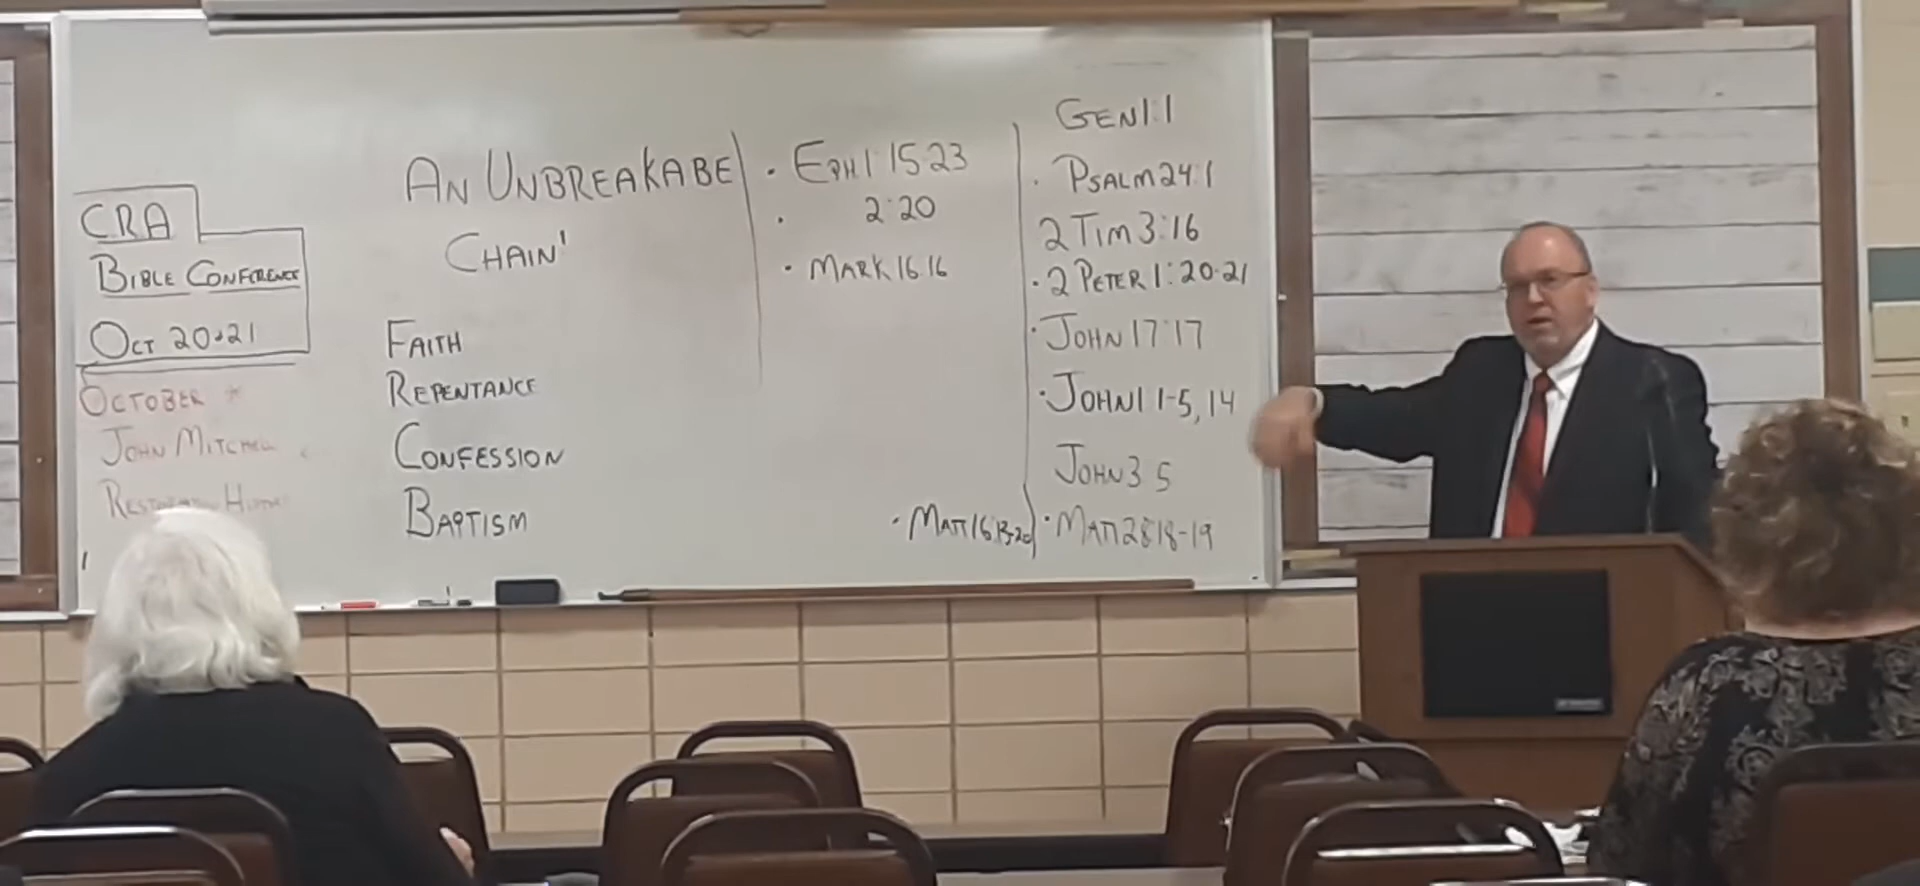 CRA
BIBLE CONFERENCE
OCT 20-21
OCTOBER *
JOHN MITCHELL
AN UNBREAKABE
CHAIN'
FAITH
REPENTANCE
CONFESSION
BAPTISM
• EPH 1 15-23
• 2:20
• MARK 16 16
• MATT 16 13-20
GEN 1:1
• PSALM 24:1
2 TIM 3:16
• 2 PETER 1:20-21
• JOHN 17:17
• JOHN 1 1-5, 14
JOHN 3 5
• MATT 28 18-19